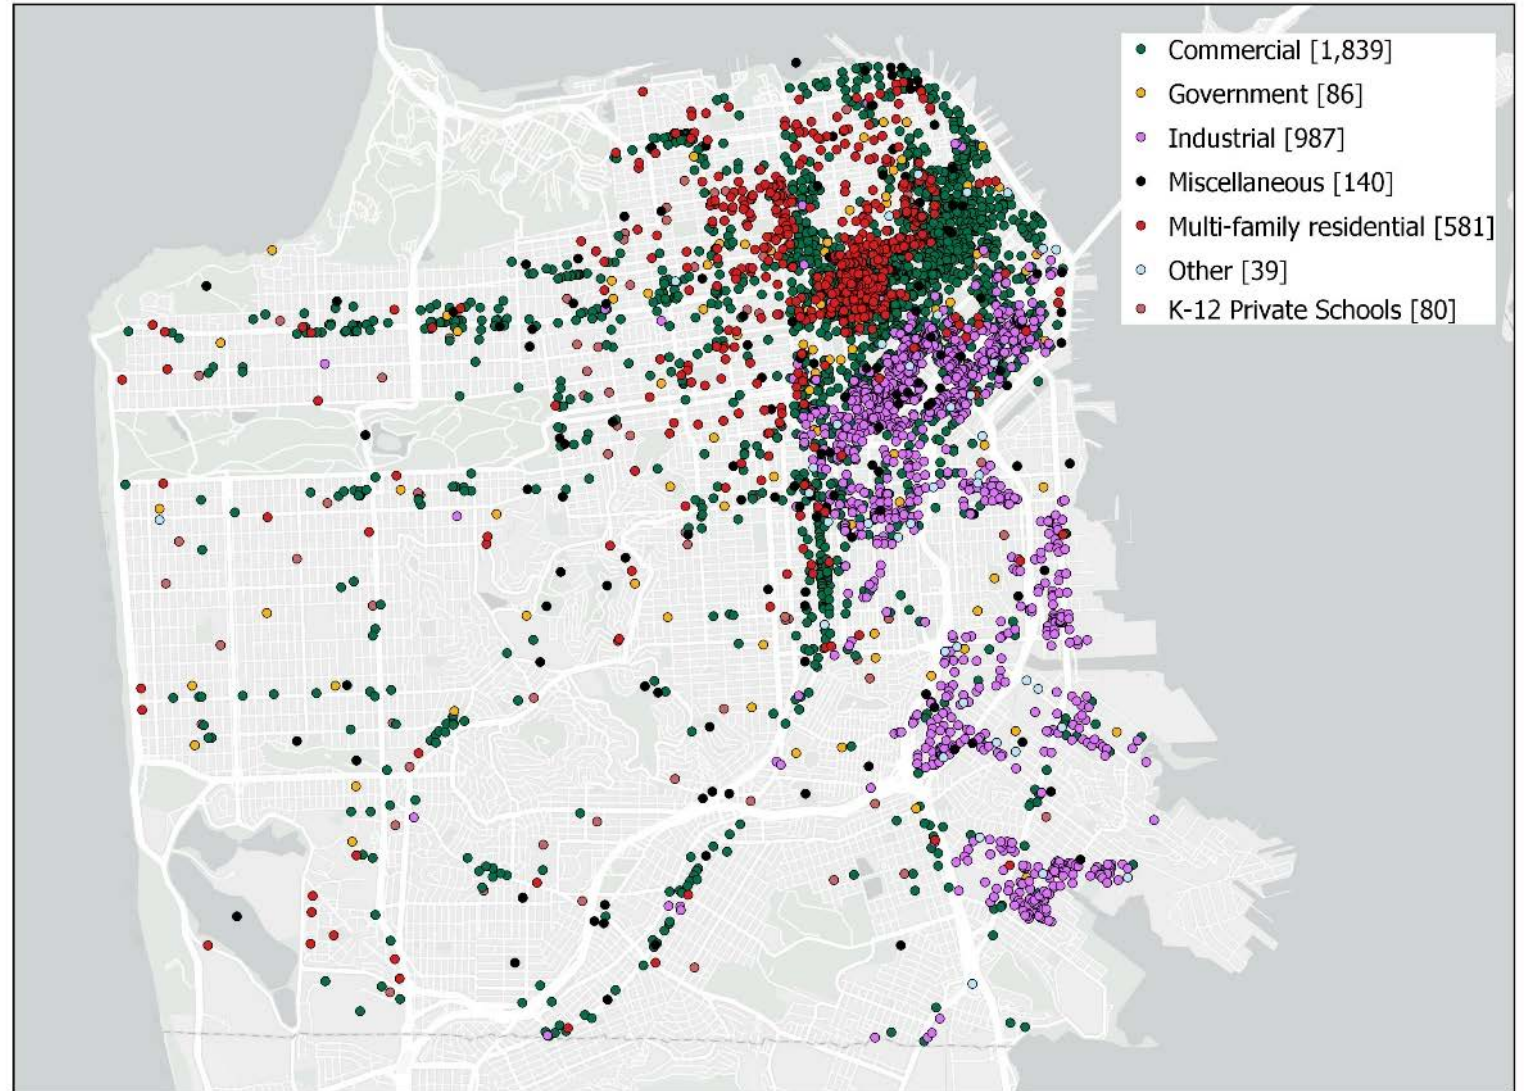 Commercial [1,839]
Government [86]
Industrial [987]
Miscellaneous [140]
Multi-family residential [581]
Other [39]
K-12 Private Schools [80]